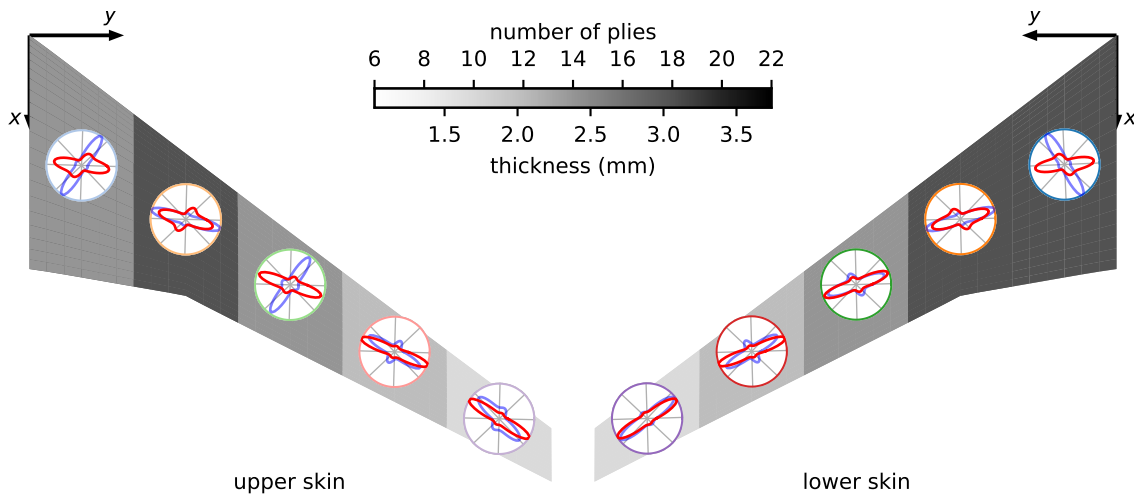 y
y
number of plies
6 8 10 12 14 16 18 20 22
x
x
1.5 2.0 2.5 3.0 3.5
thickness (mm)
upper skin
lower skin